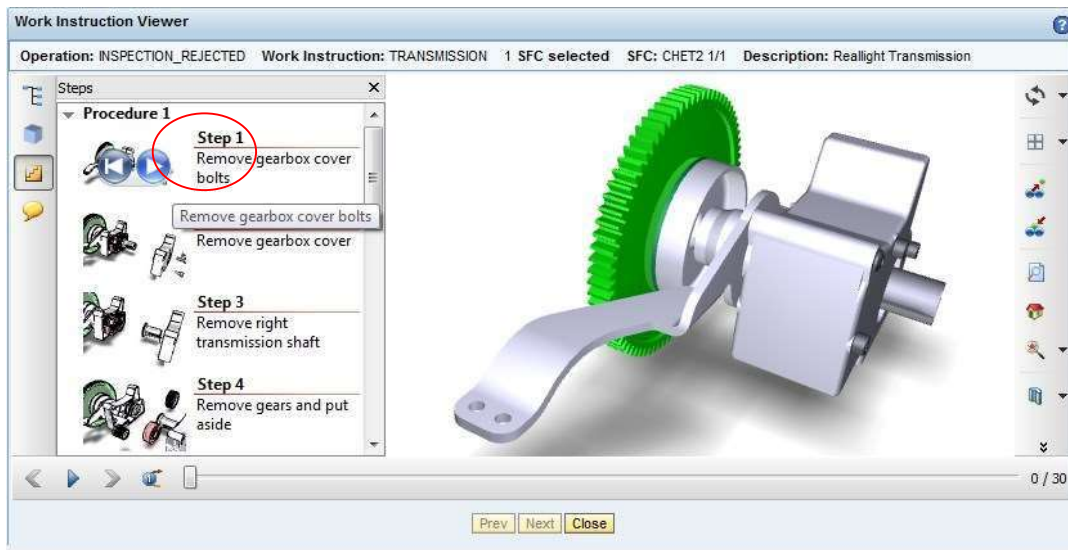 Work Instruction Viewer
?
Operation: INSPECTION_REJECTED Work Instruction: TRANSMISSION 1 SFC selected SFC: CHET2 1/1 Description: Reallight Transmission
Steps X
Procedure 1
Step 1
Remove gearbox cover
bolts
Remove gearbox cover bolts
Remove gearbox cover
Step 3
Remove right
transmission shaft
Step 4
Remove gears and put
aside
0 / 30
Prev Next Close